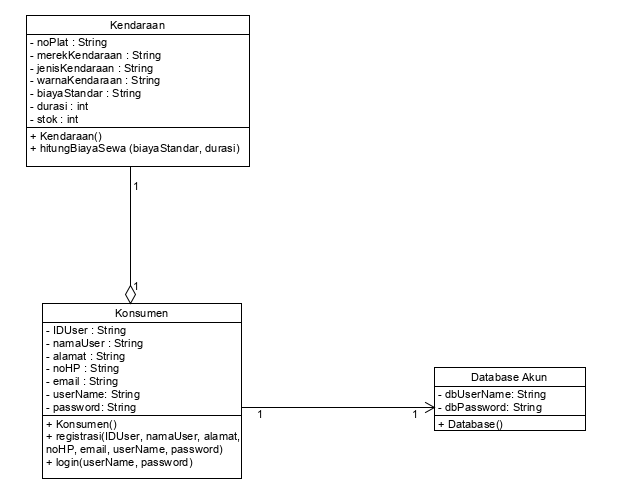 Kendaraan
- noPlat : String
- merekKendaraan : String
- jenisKendaraan : String
- warnaKendaraan : String
- biayaStandar : String
- durasi : int
- stok : int
+ Kendaraan()
+ hitungBiayaSewa (biayaStandar, durasi)
1
1
Konsumen
- IDUser : String
- namaUser : String
- alamat : String
- noHP : String
- email : String
- userName: String
- password: String
+ Konsumen()
+ registrasi(IDUser, namaUser, alamat,
noHP, email, userName, password)
+ login(userName, password)
1
1
Database Akun
- dbUserName: String
- dbPassword: String
+ Database()